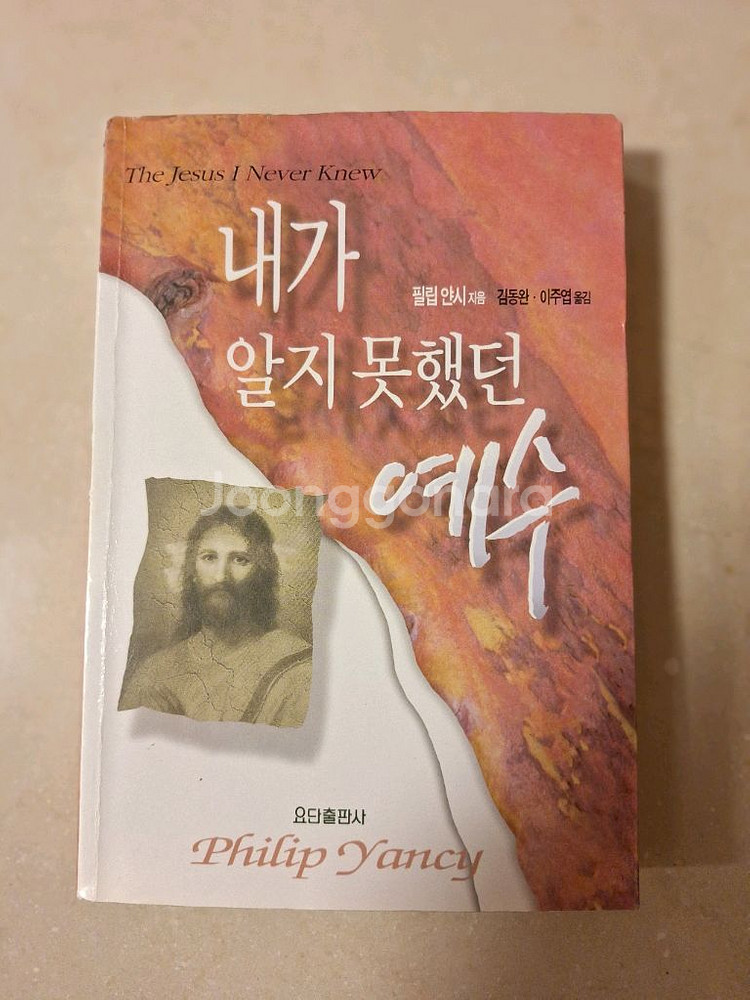 The Jesus I Never Knew
내가
필립 얀시 지음 김동완·이주엽 옮김
알지 못했던
예수
Joonggonara
요단출판사
Philip Yancy